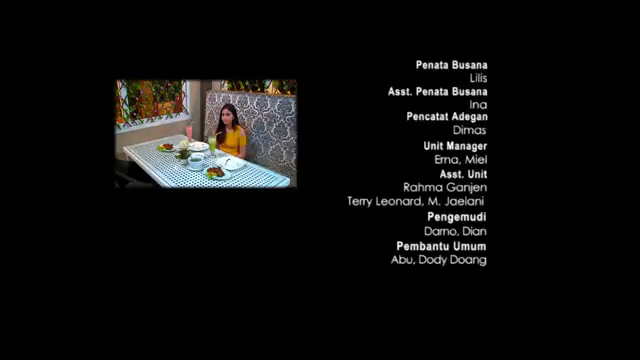 Penata Busana
Lilis
Asst. Penata Busana
Ina
Pencatat Adegan
Dimas
Unit Manager
Erna, Miel
Asst. Unit
Rahma Ganjen
Terry Leonard, M. Jaelani
Pengemudi
Darno, Dian
Pembantu Umum
Abu, Dody Doang